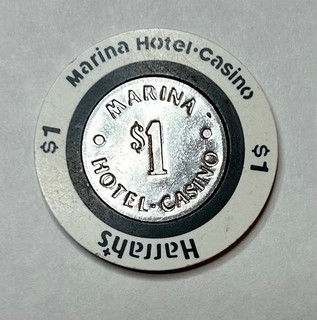 Marina Hotel·Casino
$1
$1
Harrah's
MARINA
$1
HOTEL-CASINO